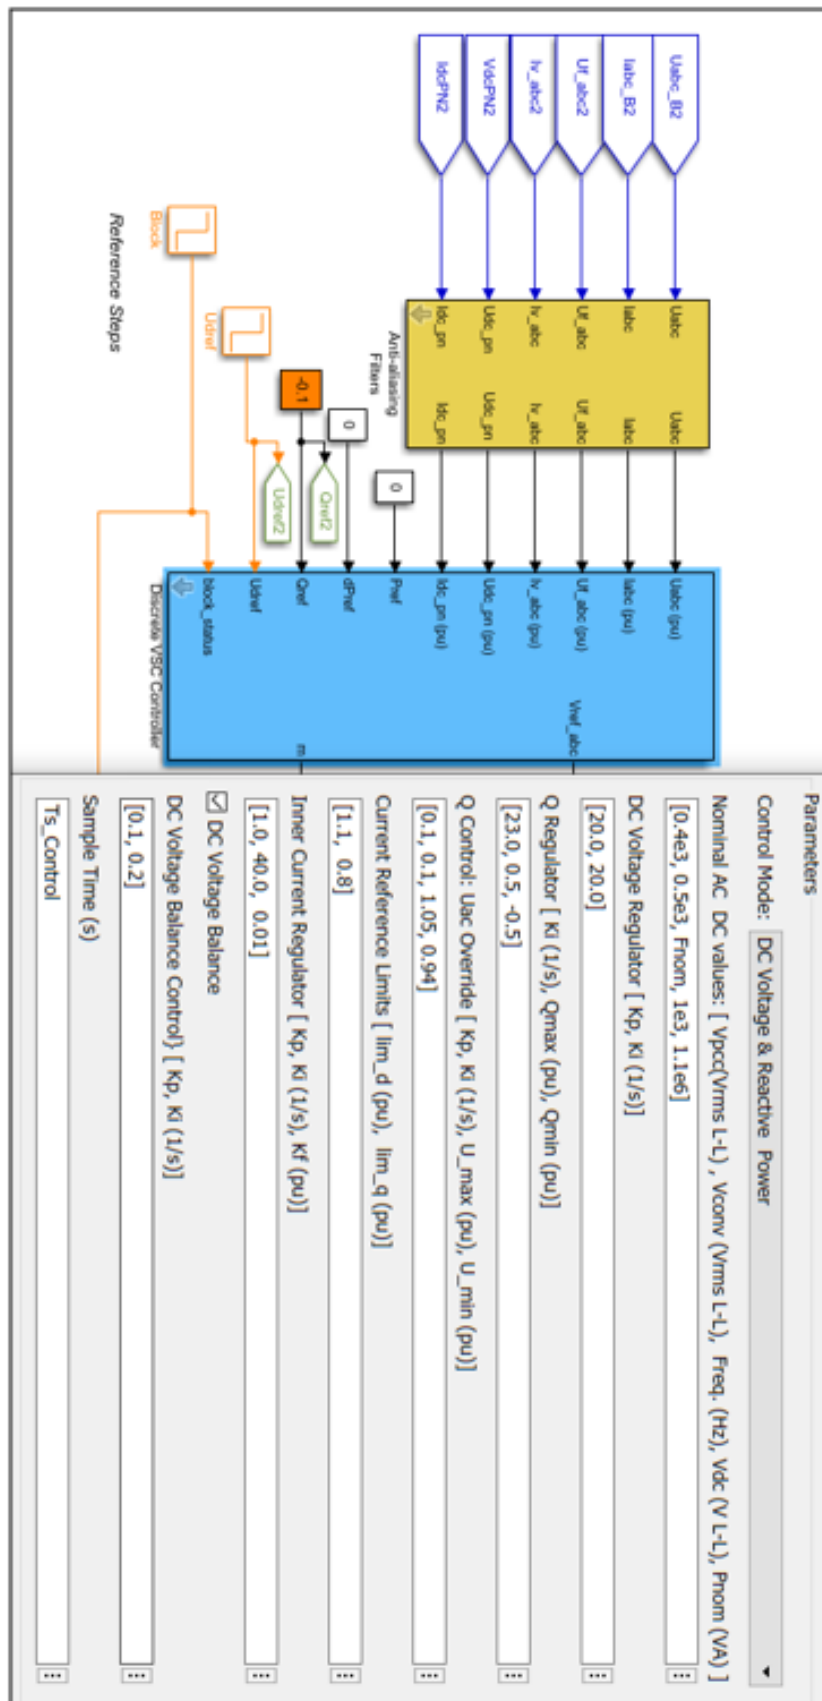 Uabc_B2
Iabc_B2
Uf_abc2
Iv_abc2
VdcPN2
IdcPN2
Uabc Uabc
Iabc Iabc
Uf_abc Uf_abc
Iv_abc Iv_abc
Udc_pn Udc_pn
Idc_pn Idc_pn
Anti-aliasing
Filters
0
0
-0.1
Qref2
Udref2
Udref
Block
Reference Steps
Uabc (pu)
Iabc (pu)
Uf_abc (pu)
Iv_abc (pu)
Udc_pn (pu)
Idc_pn (pu)
Pref
dPref
Qref
Udref
block_status
Vref_abc
m
Discrete VSC Controller
Parameters
Control Mode: DC Voltage & Reactive Power
Nominal AC DC values: [ Vpcc(Vrms L-L) , Vconv (Vrms L-L), Freq. (Hz), Vdc (V L-L), Pnom (VA) ]
[0.4e3, 0.5e3, Fnom, 1e3, 1.1e6]
DC Voltage Regulator [ Kp, Ki (1/s)]
[20.0, 20.0]
Q Regulator [ Ki (1/s), Qmax (pu), Qmin (pu)]
[23.0, 0.5, -0.5]
Q Control: Uac Override [ Kp, Ki (1/s), U_max (pu), U_min (pu)]
[0.1, 0.1, 1.05, 0.94]
Current Reference Limits [ lim_d (pu), lim_q (pu)]
[1.1, 0.8]
Inner Current Regulator [ Kp, Ki (1/s), Kf (pu)]
[1.0, 40.0, 0.01]
DC Voltage Balance
DC Voltage Balance Control} [ Kp, Ki (1/s)]
[0.1, 0.2]
Sample Time (s)
Ts_Control